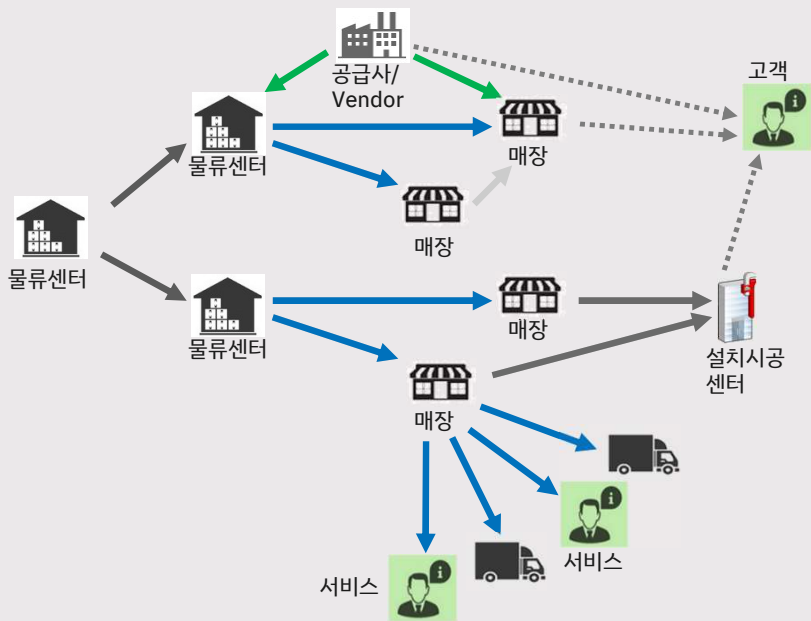 공급사/
Vendor
고객
물류센터
매장
매장
물류센터
물류센터
매장
설치시공
센터
매장
서비스
서비스